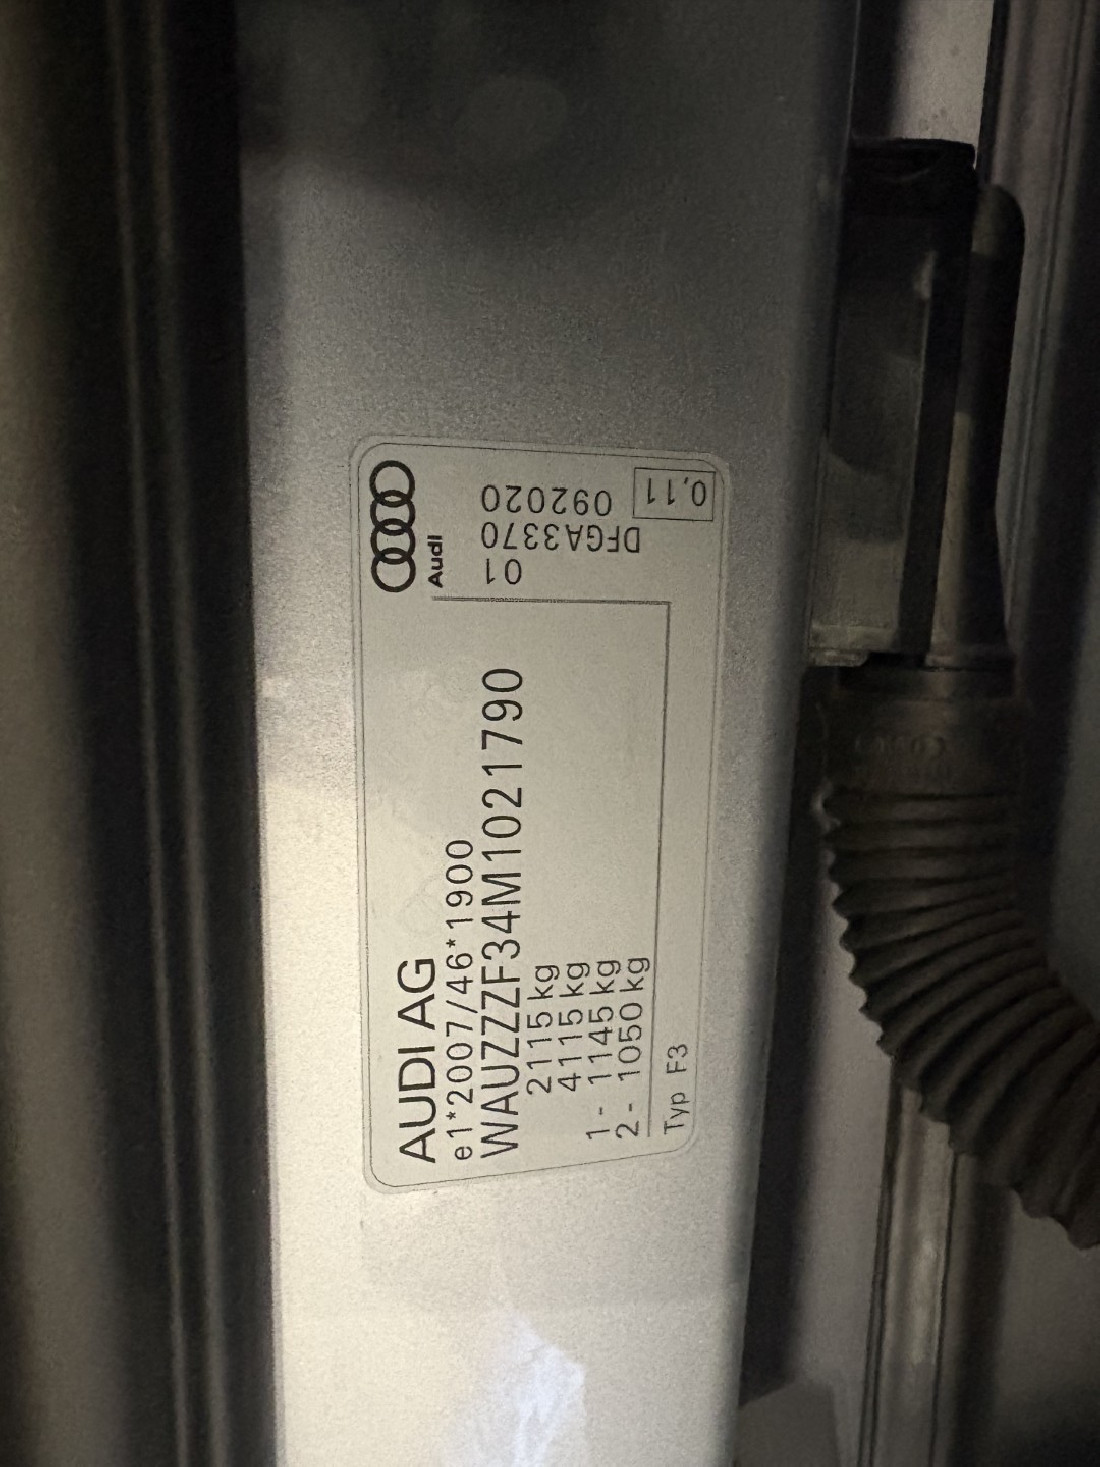 AUDI AG
e1*2007/46*1900
WAUZZZF34M1021790
2115 kg
4115 kg
1- 1145 kg
2- 1050 kg
Typ F3
Audi
01
DFGA3370
092020
0,11